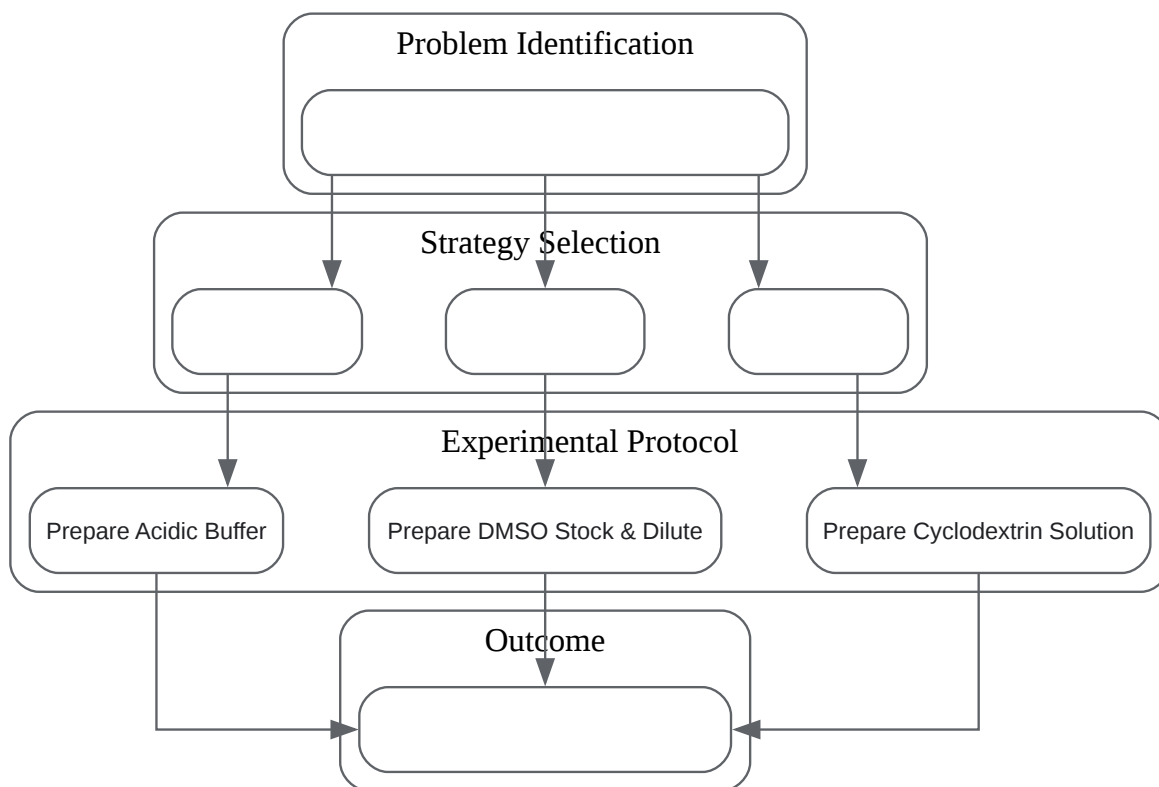 Problem Identification
Strategy Selection
Experimental Protocol
Prepare Acidic Buffer
Prepare DMSO Stock & Dilute
Prepare Cyclodextrin Solution
Outcome